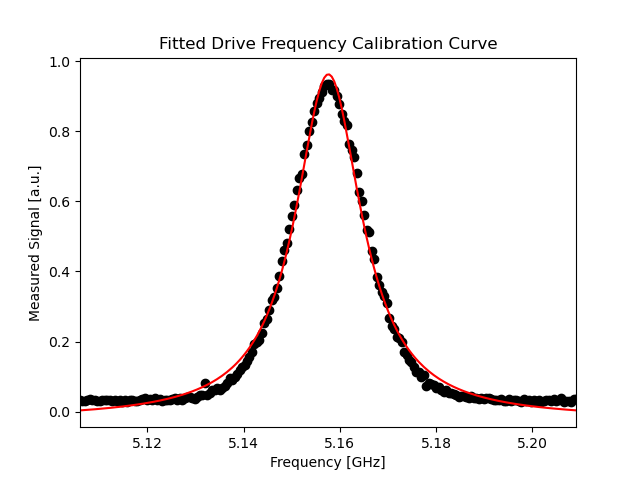 Fitted Drive Frequency Calibration Curve
1.0
0.8
0.6
0.4
0.2
0.0
Measured Signal [a.u.]
5.12 5.14 5.16 5.18 5.20
Frequency [GHz]